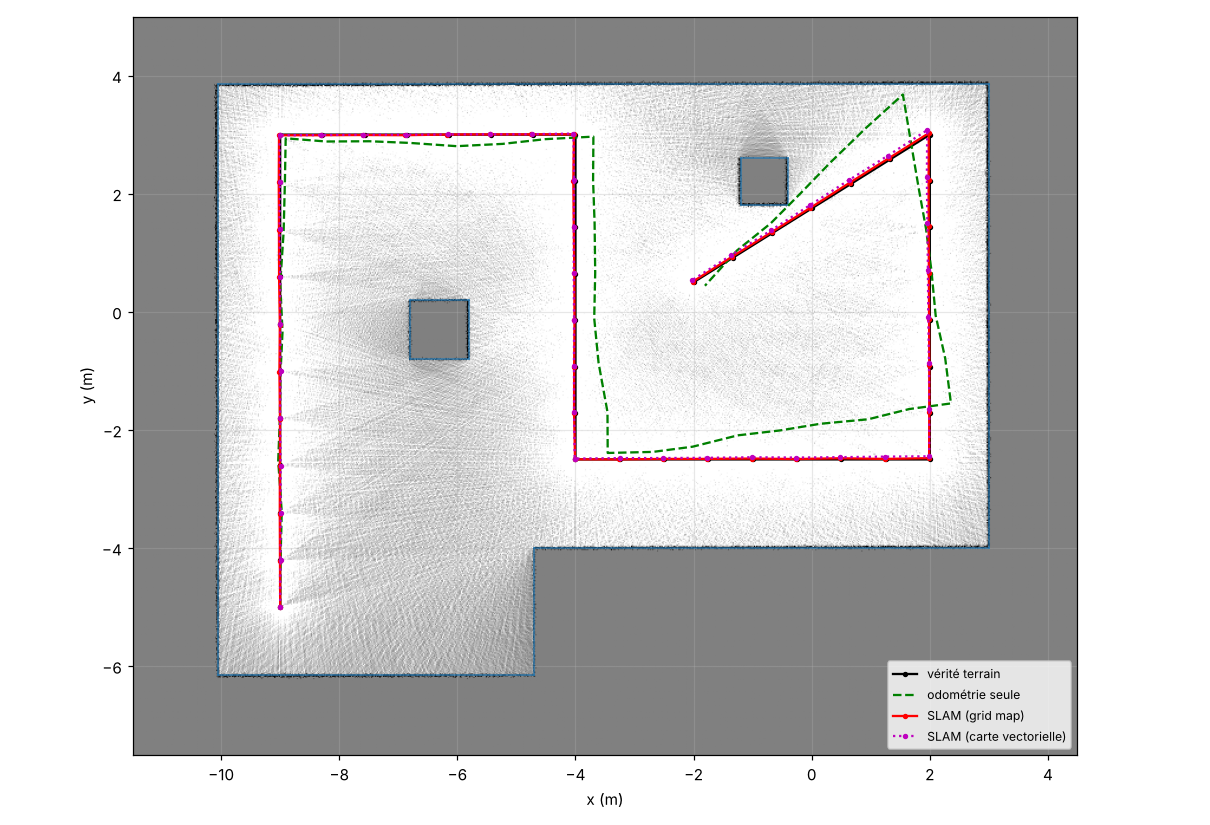 4
2
0
−2
−4
−6
y (m)
−10
−8
−6
−4
−2
0
2
4
x (m)
vérité terrain
odométrie seule
SLAM (grid map)
SLAM (carte vectorielle)